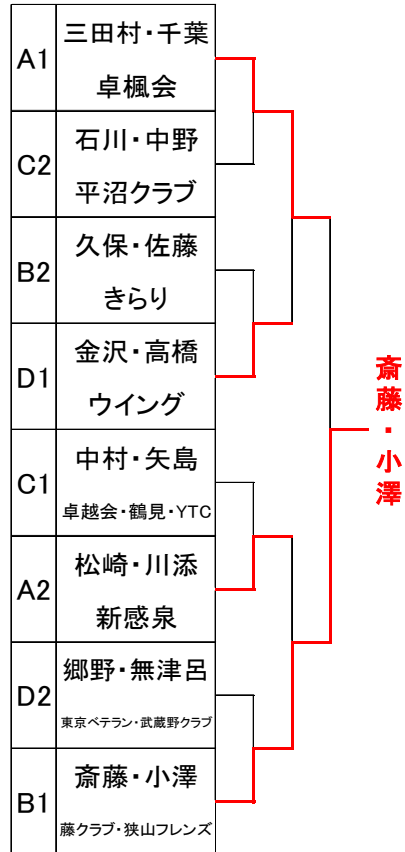 A1
三田村・千葉
卓楓会
C2
石川・中野
平沼クラブ
B2
久保・佐藤
きらり
D1
金沢・高橋
ウイング
C1
中村・矢島
卓越会・鶴見・YTC
A2
松崎・川添
新感泉
D2
郷野・無津呂
東京ベテラン・武蔵野クラブ
B1
斎藤・小澤
藤クラブ・狭山フレンズ
斎藤・小澤